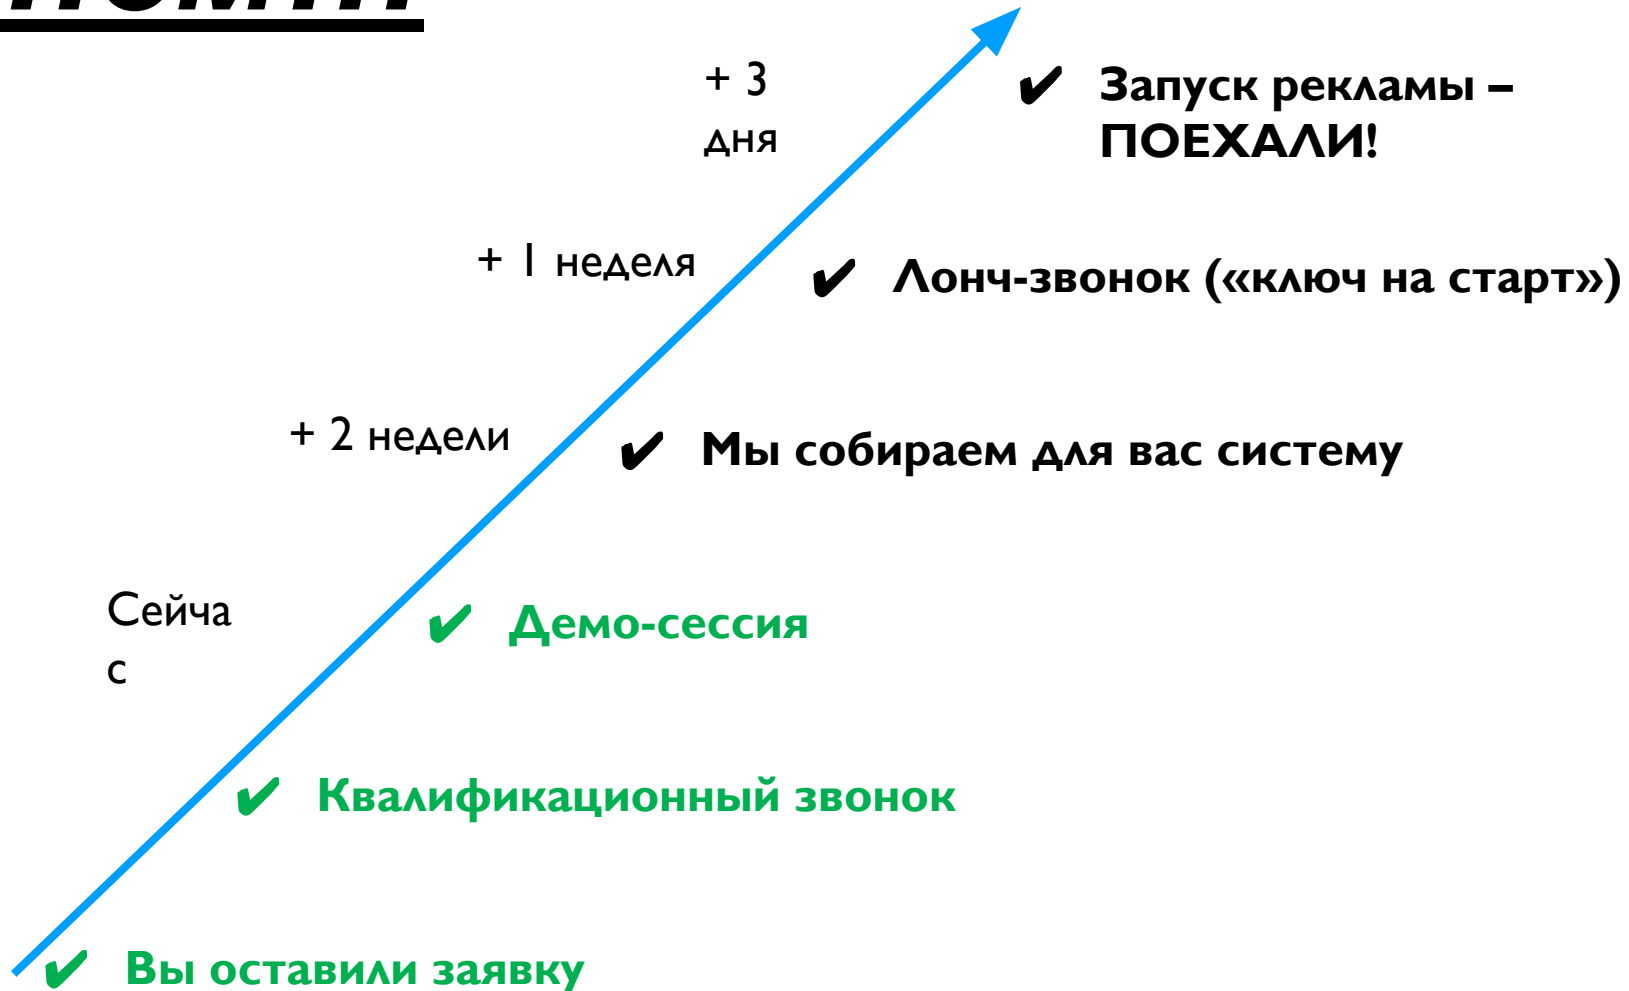 + 3
дня
✔ Запуск рекламы –
ПОЕХАЛИ!
+ 1 неделя
✔ Лонч-звонок («ключ на старт»)
+ 2 недели
✔ Мы собираем для вас систему
Сейча
с
✔ Демо-сессия
✔ Квалификационный звонок
✔ Вы оставили заявку